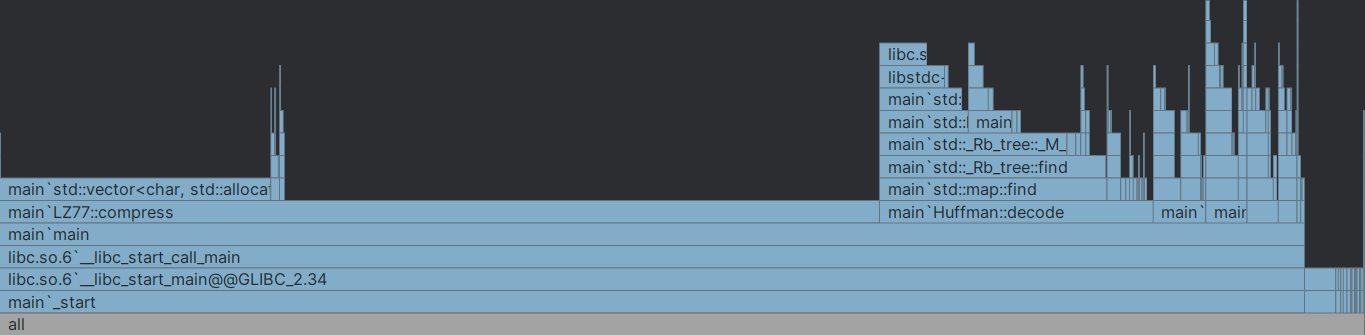 libc.s
libstdc-
main`std:
main`std::l main
main`std::_Rb_tree::_M_
main`std::_Rb_tree::find
main`std::vector<char, std::allocat main`std::map::find
main`LZ77::compress main`Huffman::decode main` mair
main`main
libc.so.6`__libc_start_call_main
libc.so.6`__libc_start_main@@GLIBC_2.34
main`_start
all